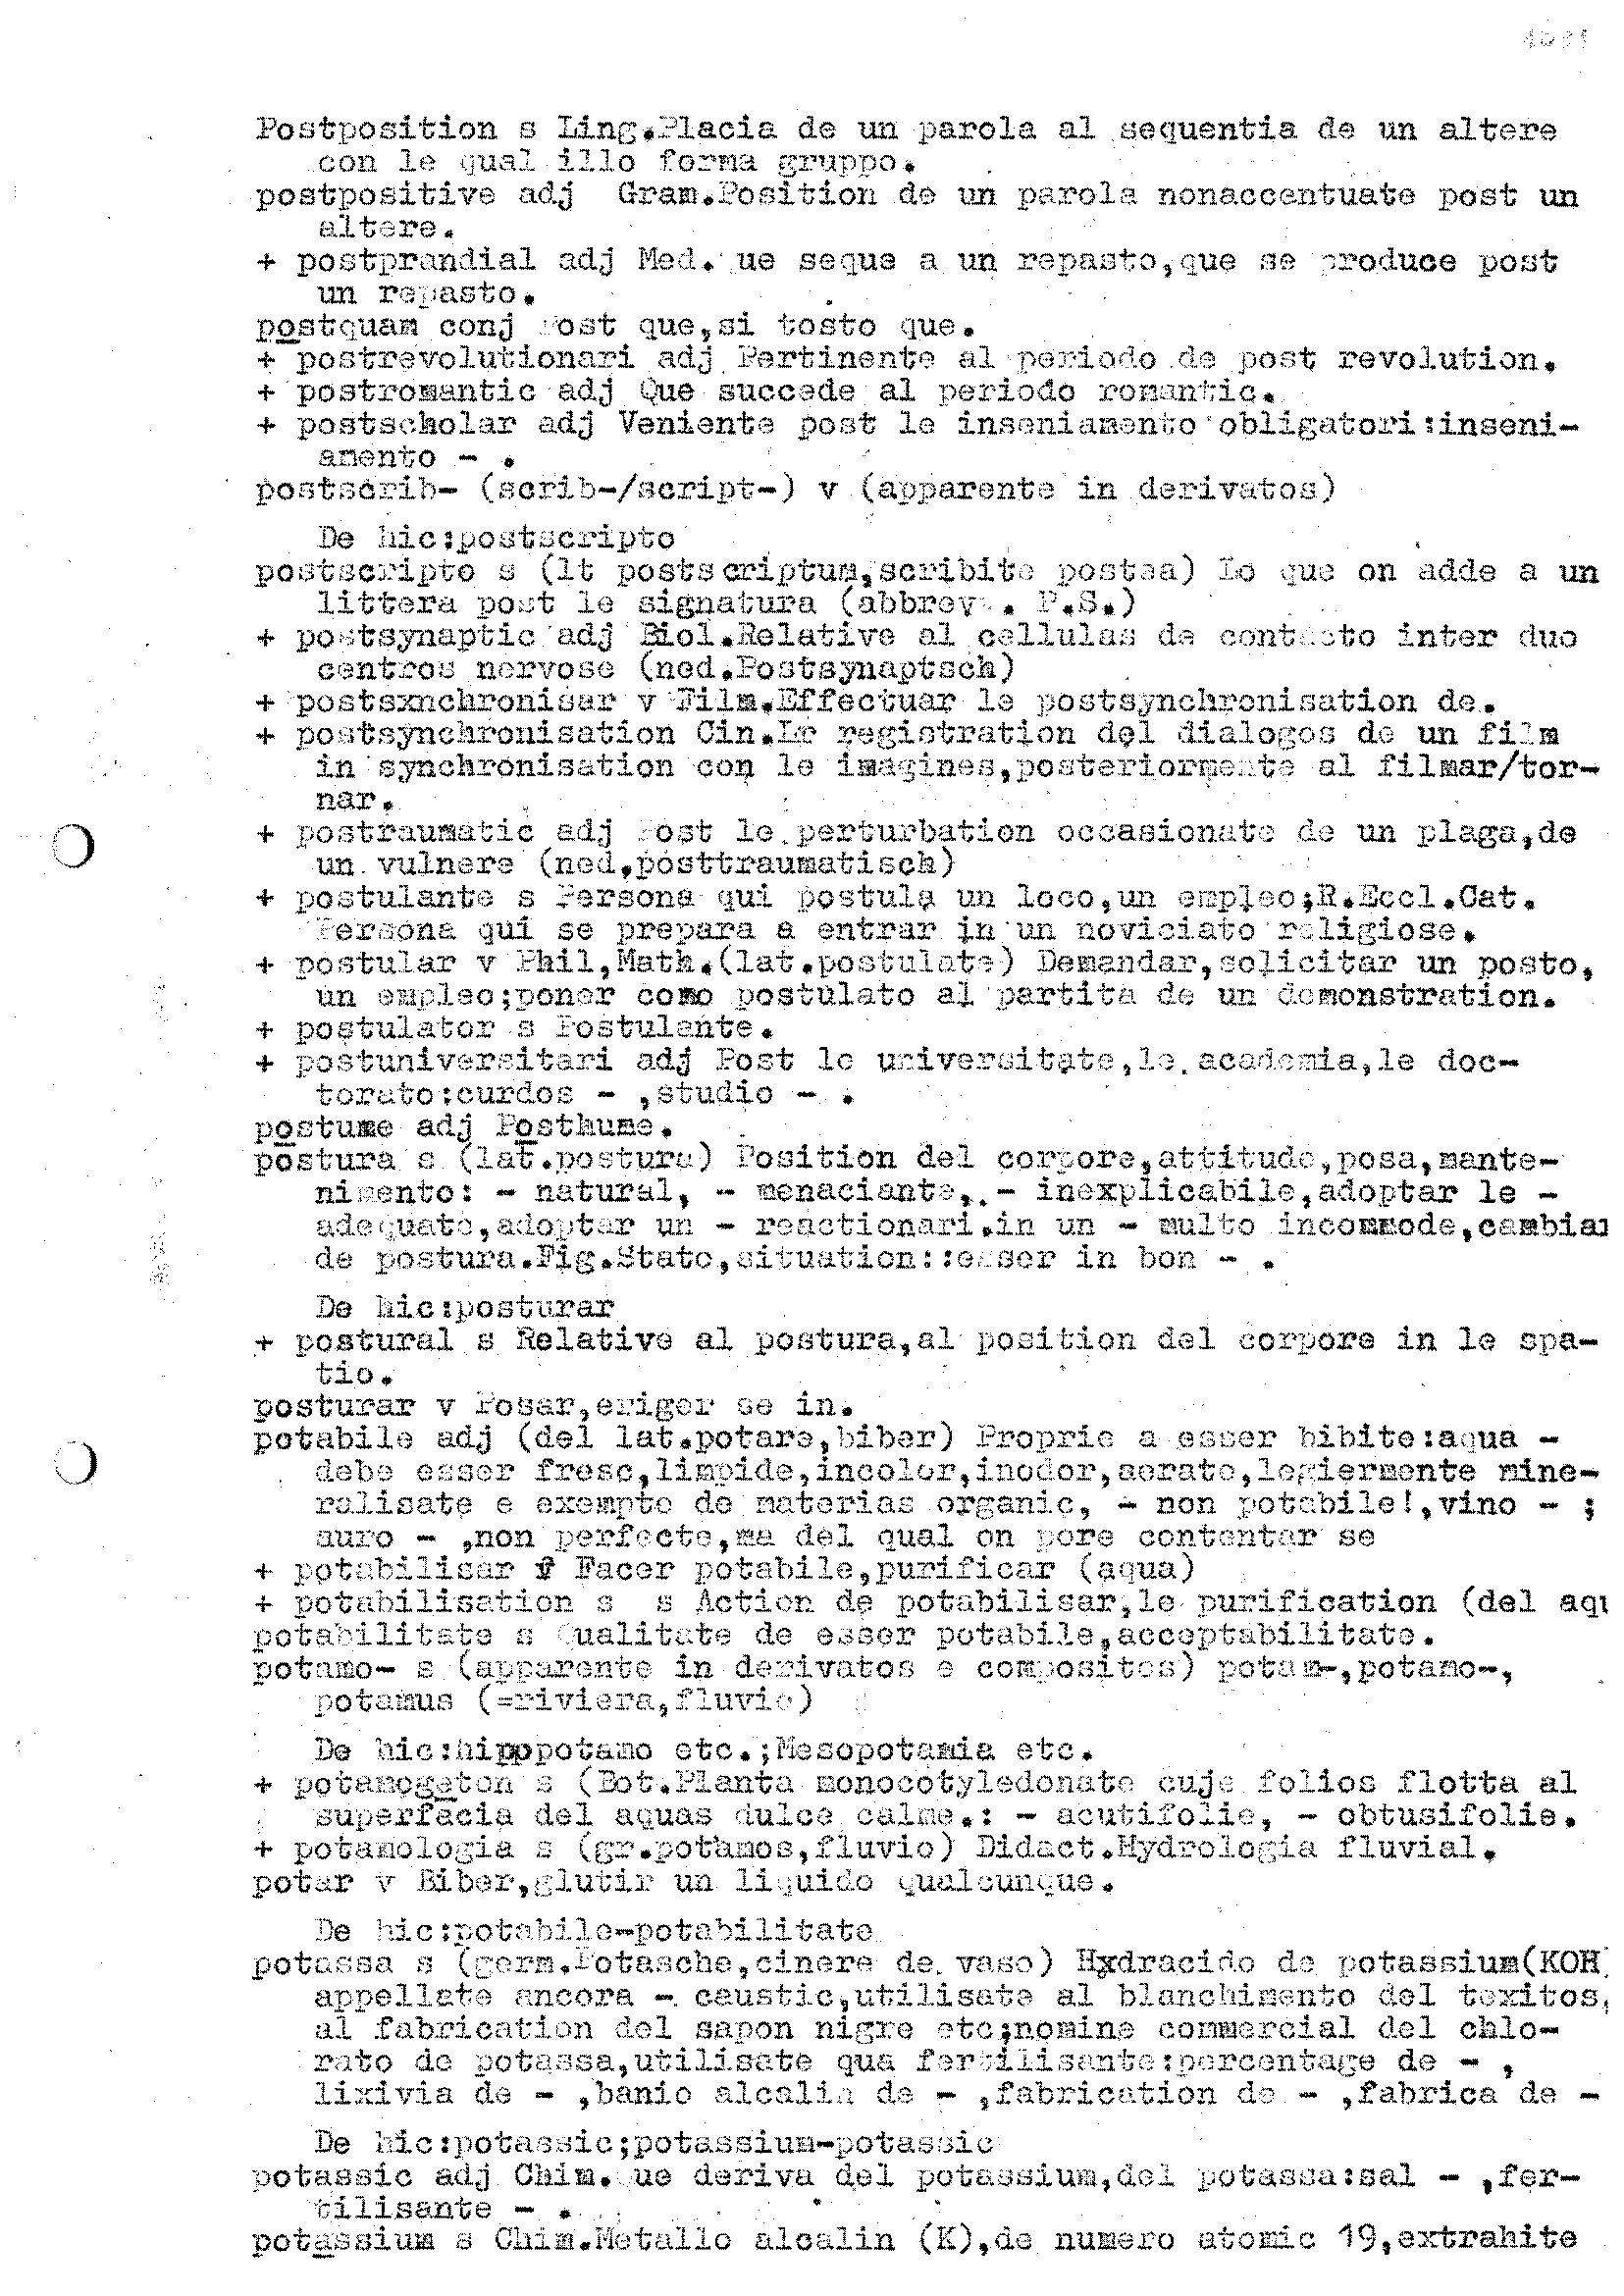 Postposition s Ling.Placia de un parola al sequentia de un altere
con le qual illo forma gruppo.
postpositive adj Gram.Position de un parola nonaccentuate post un
altere.
+ postprandial adj Med. ue seque a un repasto,que se produce post
un repasto.
postquam conj Post que,si tosto que.
+ postrevolutionari adj Pertinente al periodo de post revolution.
+ postromantic adj Que succede al periodo romantic.
+ postscholar adj Veniente post le inseniamento obligatori:inseni-
amento - .
postscrib- (scrib-/script-) v (apparente in derivatos)
De hic:postscripto
postscripto s (lt postscriptum,scribite postea) Lo que on adde a un
littera post le signatura (abbrev. P.S.)
+ postsynaptic adj Biol.Relative al cellulas de contacto inter duo
centros nervose (ned.Postsynaptsch)
+ postsxnchronisar v Film.Effectuar le postsynchronisation de.
+ postsynchronisation Cin.Lr registration del dialogos de un film
in synchronisation con le imagines,posteriormente al filmar/tor-
nar.
+ postraumatic adj Post le perturbation occasionate de un plaga,de
un vulnere (ned,posttraumatisch)
+ postulante s Persona qui postula un loco,un empleo;R.Eccl.Cat.
Persona qui se prepara a entrar in un noviciato religiose.
+ postular v Phil,Math.(lat.postulate) Demandar,solicitar un posto,
un empleo;poner como postulato al partita de un demonstration.
+ postulator s Postulante.
+ postuniversitari adj Post le universitate,le academia,le doc-
torato:curdos - ,studio - .
postume adj Posthume.
postura s (lat.postura) Position del corpore,attitude,posa,mante-
nimento: - natural, - menaciante, - inexplicabile,adoptar le -
adequate,adoptar un - reactionari.in un - multo incommode,cambiar
de postura.Fig.Stato,situation::esser in bon - .
De hic:posturar
+ postural s Relative al postura,al position del corpore in le spa-
tio.
posturar v Posar,eriger se in.
potabile adj (del lat.potare,biber) Proprie a esser bibite:aqua -
debe esser fresc,limpide,incolor,inodor,aerate,legiermente mine-
ralisate e exempte de materias organic, - non potabile!,vino - ;
auro - ,non perfecte,ma del qual on pore contentar se
+ potabilisar v Facer potabile,purificar (aqua)
+ potabilisation s s Action de potabilisar,le purification (del aqu
potabilitate s Qualitate de esser potabile,acceptabilitate.
potamo- s (apparente in derivatos e compositos) potam-,potamo-,
potamus (=riviera,fluvio)
De hic:hippopotamo etc.;Mesopotamia etc.
+ potamogeton s (Bot.Planta monocotyledonate cuje folios flotta al
superfacia del aquas dulce calme.: - acutifolie, - obtusifolie.
+ potamologia s (gr.potamos,fluvio) Didact.Hydrologia fluvial.
potar v Biber,glutir un liquido qualcunque.
De hic:potabile-potabilitate
potassa s (germ.Potasche,cinere de vaso) Hxdracido de potassium(KOH)
appellate ancora - caustic,utilisate al blanchimento del texitos,
al fabrication del sapon nigre etc;nomine commercial del chlo-
rato de potassa,utilisate qua fertilisante:percentage de - ,
lixivia de - ,banio alcalin de - ,fabrication de - ,fabrica de -
De hic:potassic;potassium-potassic
potassic adj Chim. ue deriva del potassium,del potassa:sal - ,fer-
tilisante - .
potassium s Chim.Metallo alcalin (K),de numero atomic 19,extrahite